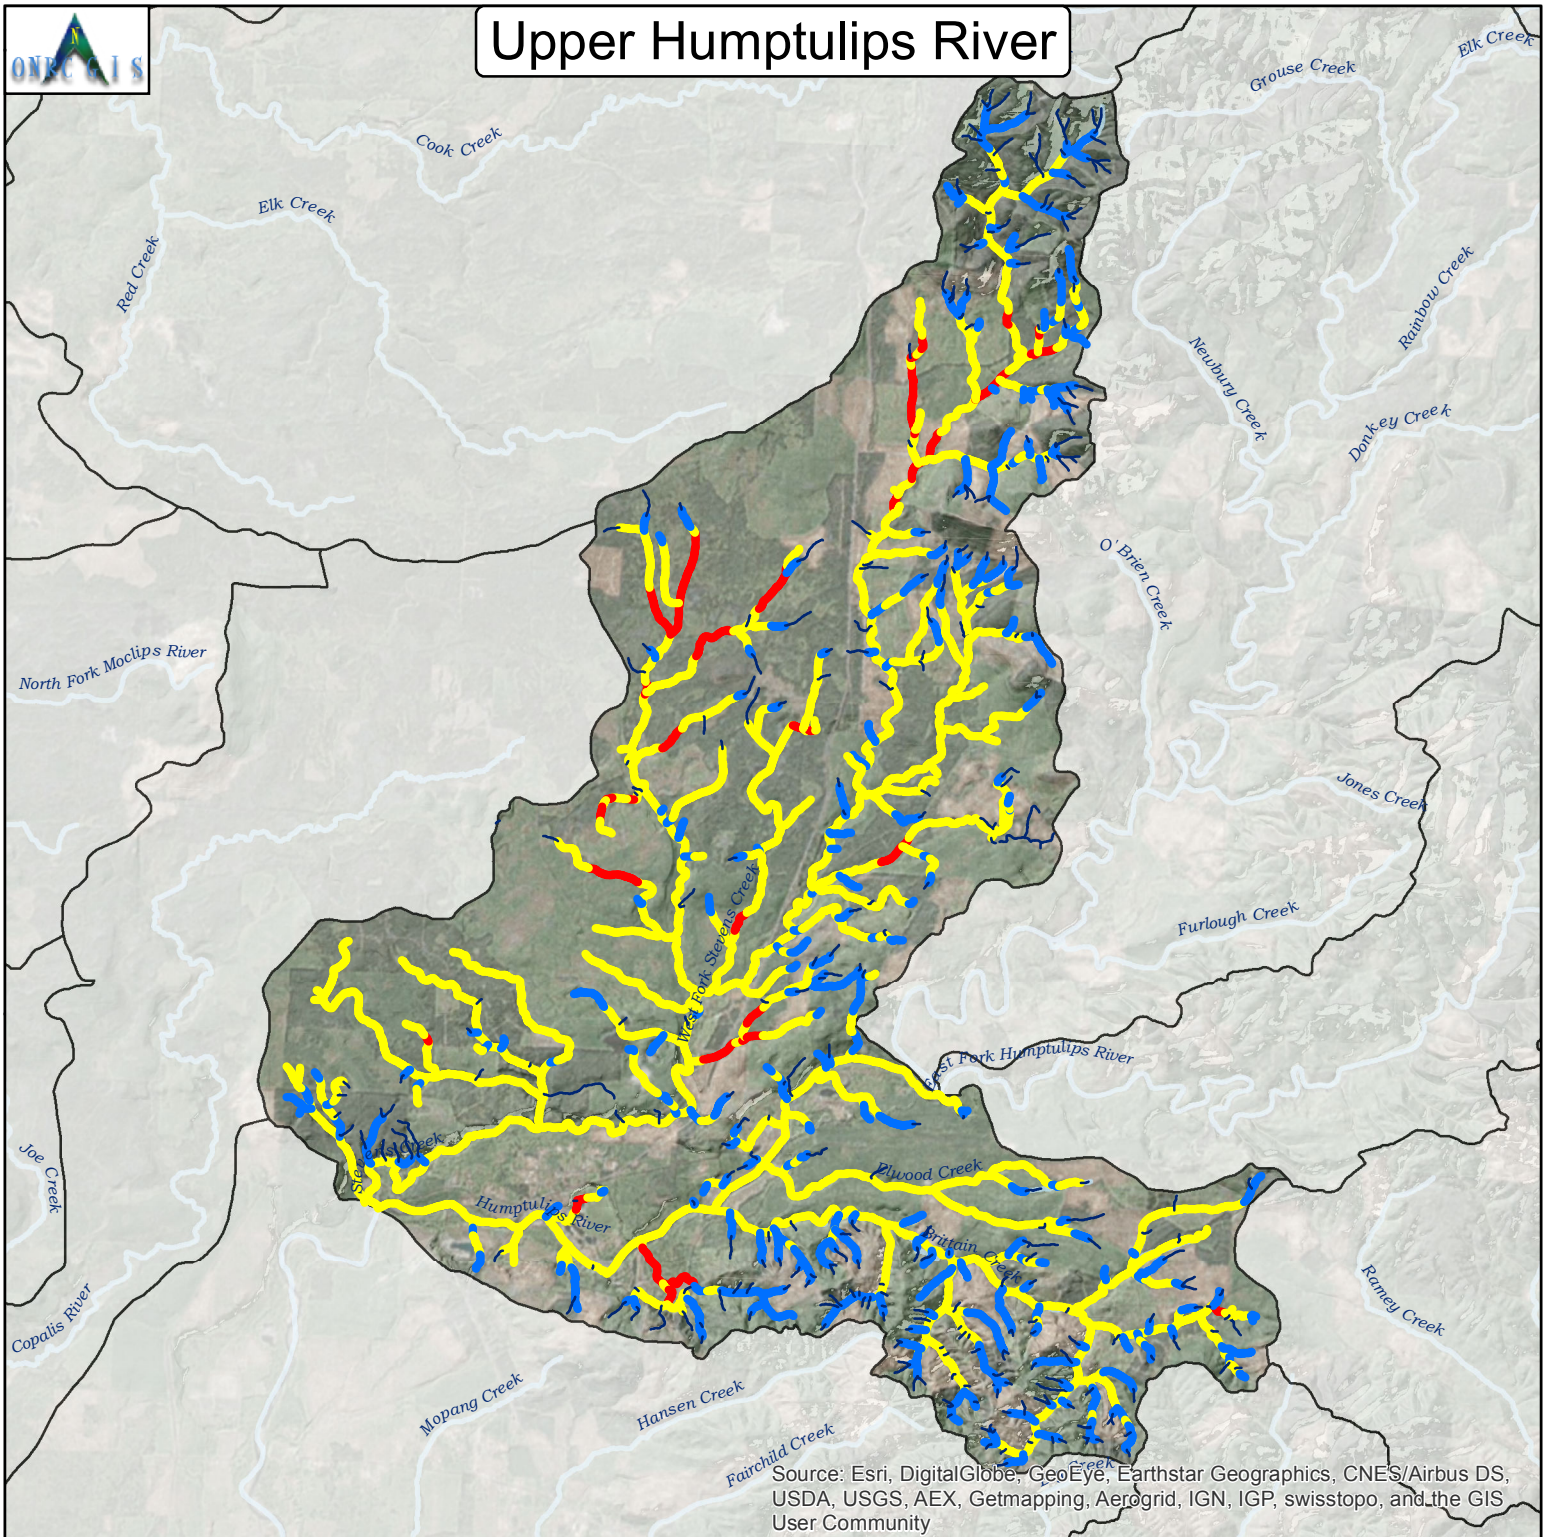 N
ONRC GIS
Upper Humptulips River
Elk Creek
Grouse Creek
Cook Creek
Elk Creek
Red Creek
Rainbow Creek
Newbury Creek
Donkey Creek
O'Brien Creek
North Fork Moclips River
Jones Creek
West Fork Stevens Creek
Furlough Creek
East Fork Humptulips River
Stevens Creek
Joe Creek
Elwood Creek
Humptulips River
Brittain Creek
Copalis River
Ramey Creek
Mopang Creek
Hansen Creek
Fairchild Creek
Creek
Source: Esri, DigitalGlobe, GeoEye, Earthstar Geographics, CNES/Airbus DS,
USDA, USGS, AEX, Getmapping, Aerogrid, IGN, IGP, swisstopo, and the GIS
User Community